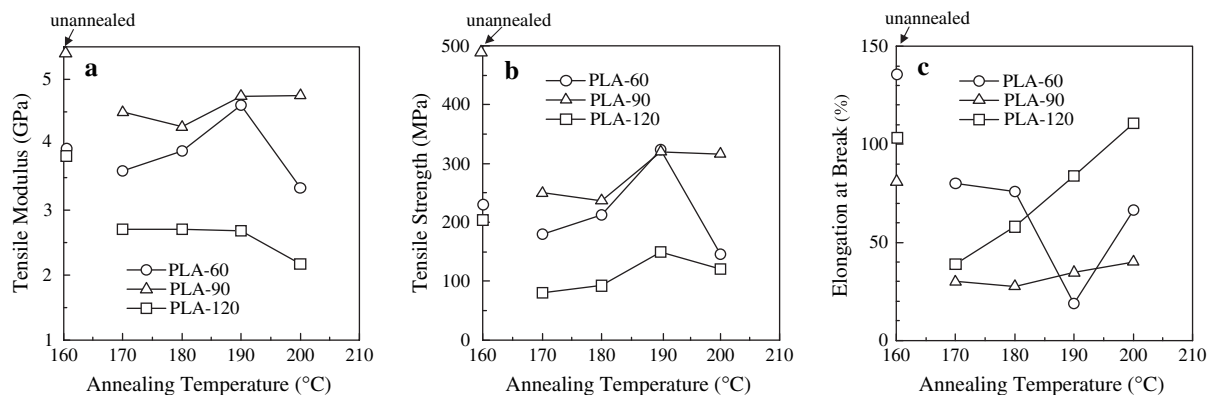 unannealed
a
5
4
3
2
1
Tensile Modulus (GPa)
PLA-60
PLA-90
PLA-120
160 170 180 190 200 210
Annealing Temperature (°C)
unannealed
b
500
400
300
200
100
0
Tensile Strength (MPa)
PLA-60
PLA-90
PLA-120
160 170 180 190 200 210
Annealing Temperature (°C)
unannealed
c
150
100
50
0
Elongation at Break (%)
PLA-60
PLA-90
PLA-120
160 170 180 190 200 210
Annealing Temperature (°C)